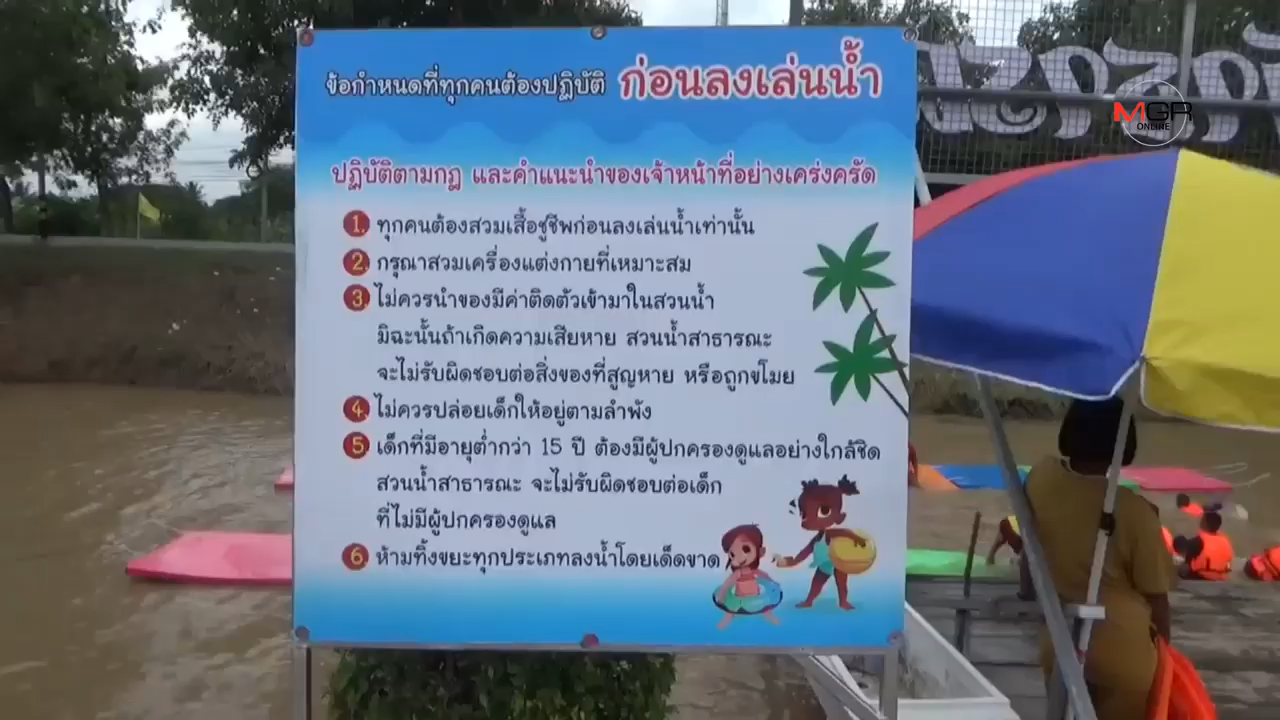 ข้อกำหนดที่ทุกคนต้องปฏิบัติ ก่อนลงเล่นน้ำ
ปฏิบัติตามกฎ และคำแนะนำของเจ้าหน้าที่อย่างเคร่งครัด
1. ทุกคนต้องสวมเสื้อชูชีพก่อนลงเล่นน้ำเท่านั้น
2. กรุณาสวมเครื่องแต่งกายที่เหมาะสม
3. ไม่ควรนำของมีค่าติดตัวเข้ามาในสวนน้ำ
มิฉะนั้นถ้าเกิดความเสียหาย สวนน้ำสาธารณะ
จะไม่รับผิดชอบต่อสิ่งของที่สูญหาย หรือถูกขโมย
4. ไม่ควรปล่อยเด็กให้อยู่ตามลำพัง
5. เด็กที่มีอายุต่ำกว่า 15 ปี ต้องมีผู้ปกครองดูแลอย่างใกล้ชิด
สวนน้ำสาธารณะ จะไม่รับผิดชอบต่อเด็ก
ที่ไม่มีผู้ปกครองดูแล
6. ห้ามทิ้งขยะทุกประเภทลงน้ำโดยเด็ดขาด
MGR
ONLINE